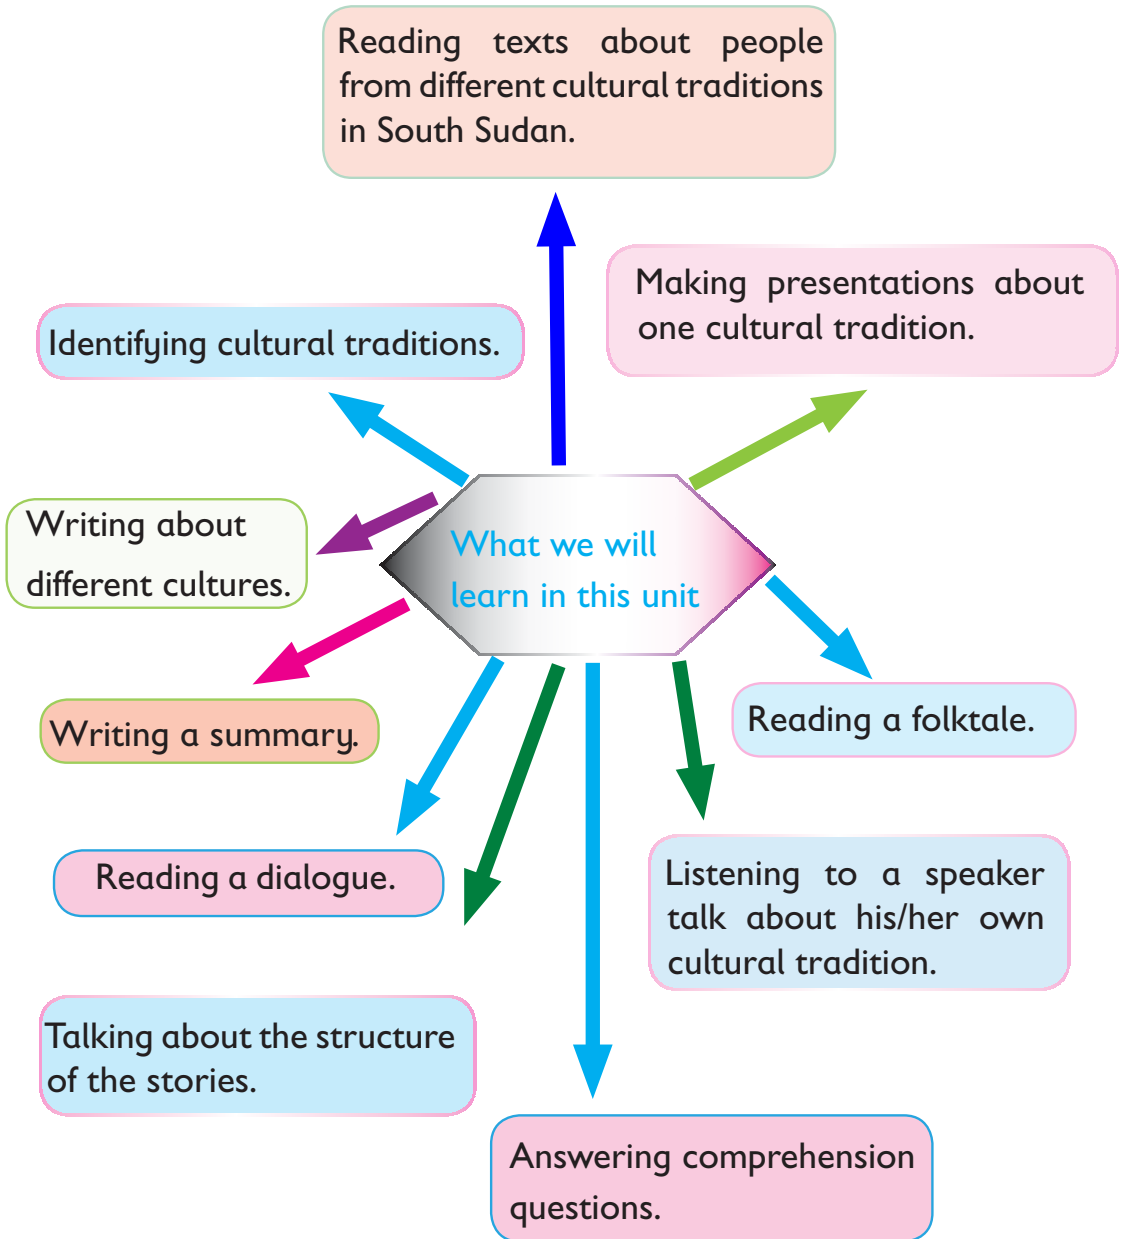 Reading texts about people
from different cultural traditions
in South Sudan.
Making presentations about
one cultural tradition.
Identifying cultural traditions.
Writing about
different cultures.
What we will
learn in this unit
Writing a summary.
Reading a folktale.
Reading a dialogue.
Listening to a speaker
talk about his/her own
cultural tradition.
Talking about the structure
of the stories.
Answering comprehension
questions.